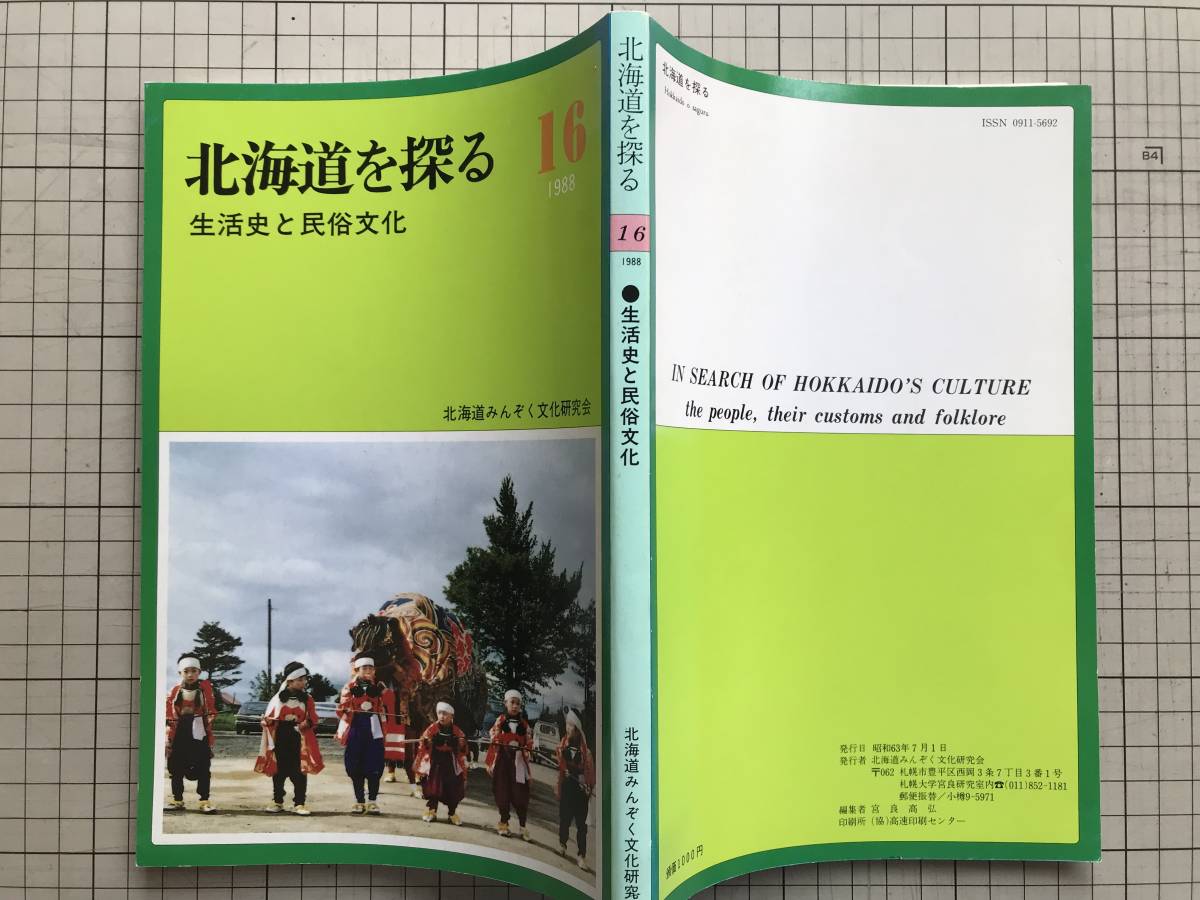 北海道を探る
16
1988
生活史と民俗文化
北海道みんぞく文化研究会
北海道を探る
16
1988
●生活史と民俗文化
北海道みんぞく文化研究
北海道を探る
Hokkaido o saguru
ISSN 0911-5692
IN SEARCH OF HOKKAIDO'S CULTURE
the people, their customs and folklore
発行日 昭和63年7月1日
発行者 北海道みんぞく文化研究会
〒062 札幌市豊平区西岡3条7丁目3番1号
札幌大学宮良研究室内☎(011)852-1181
郵便振替/小樽9-5971
編集者 宮良高弘
印刷所 (協)高速印刷センター
頒価1000円
B4